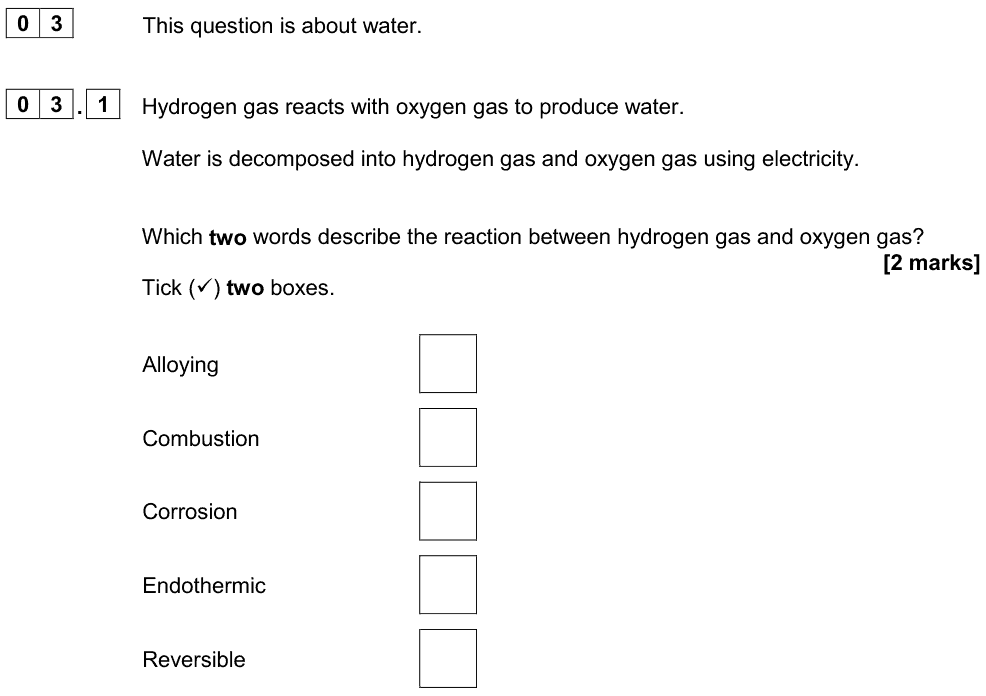 0 3 This question is about water.
0 3 . 1 Hydrogen gas reacts with oxygen gas to produce water.
Water is decomposed into hydrogen gas and oxygen gas using electricity.
Which two words describe the reaction between hydrogen gas and oxygen gas?
[2 marks]
Tick (✓) two boxes.
Alloying
Combustion
Corrosion
Endothermic
Reversible